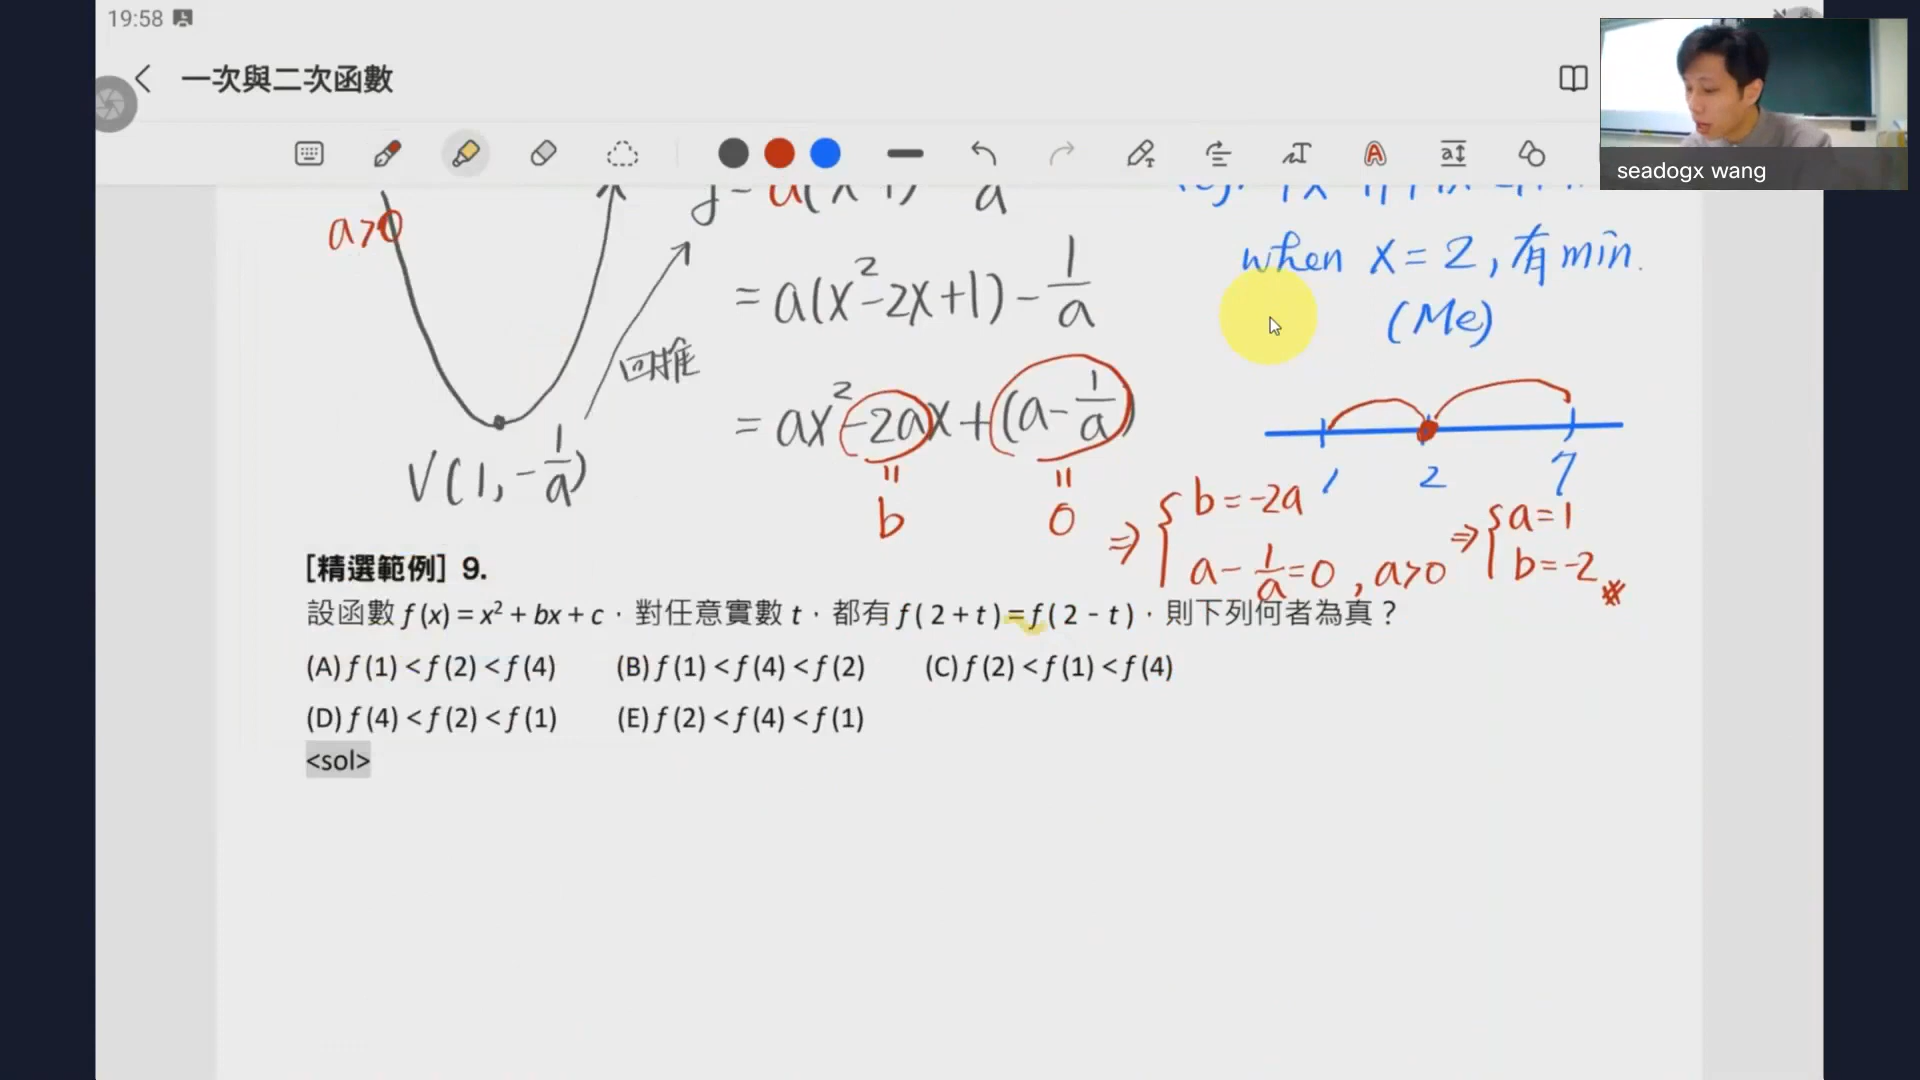 19:58
一次與二次函數
seadogx wang
a>0
= a(x²-2x+1) - 1/a
when x = 2, 有 min.
(Me)
回推
= ax² -2ax + (a - 1/a)
V(1, -1/a)
1 2 7
b 0
⇒ { b = -2a
a - 1/a = 0, a>0
⇒ { a = 1
b = -2 #
[精選範例] 9.
設函數 f (x) = x² + bx + c，對任意實數 t，都有 f ( 2 + t ) = f ( 2 - t )，則下列何者為真？
(A) f (1) < f (2) < f (4) (B) f (1) < f (4) < f (2) (C) f (2) < f (1) < f (4)
(D) f (4) < f (2) < f (1) (E) f (2) < f (4) < f (1)
<sol>